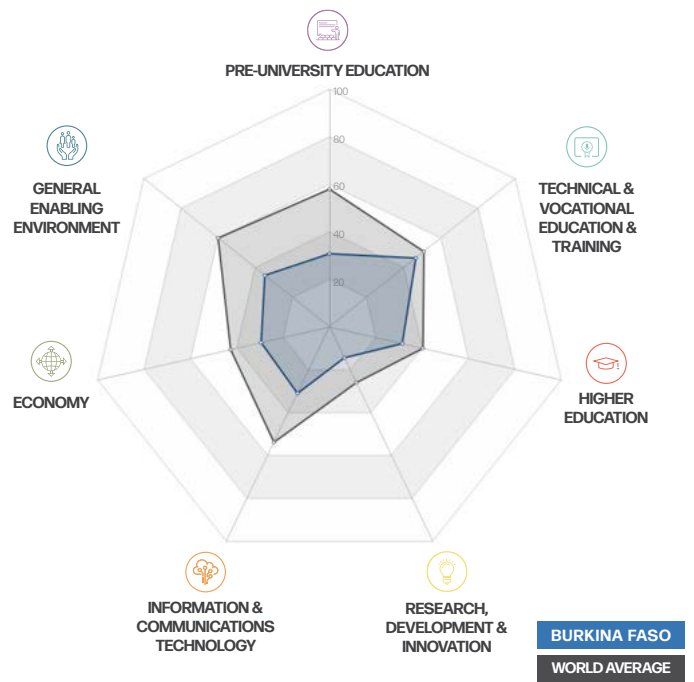 PRE-UNIVERSITY EDUCATION
100
80
60
40
20
GENERAL
ENABLING
ENVIRONMENT
TECHNICAL &
VOCATIONAL
EDUCATION &
TRAINING
ECONOMY
HIGHER
EDUCATION
INFORMATION &
COMMUNICATIONS
TECHNOLOGY
RESEARCH,
DEVELOPMENT &
INNOVATION
BURKINA FASO
WORLD AVERAGE